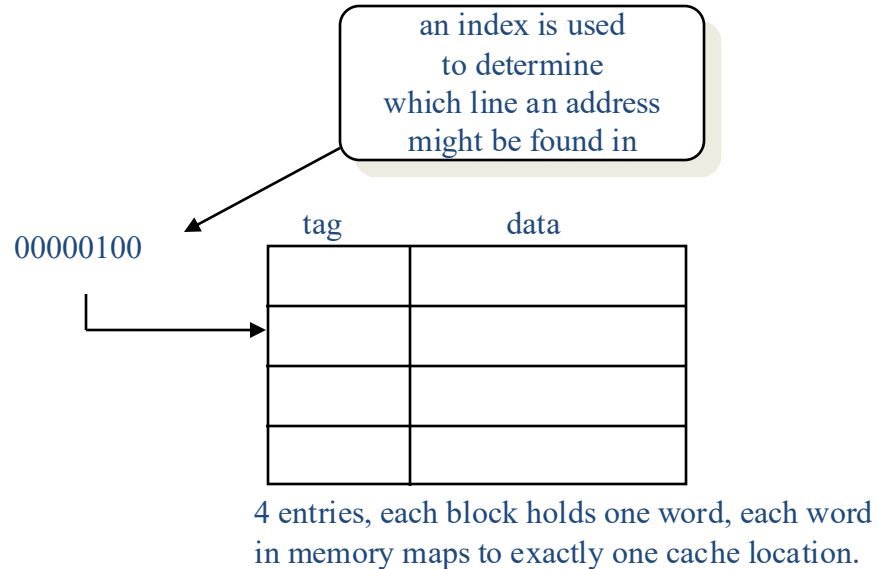 an index is used
to determine
which line an address
might be found in
00000100
tag
data
4 entries, each block holds one word, each word
in memory maps to exactly one cache location.